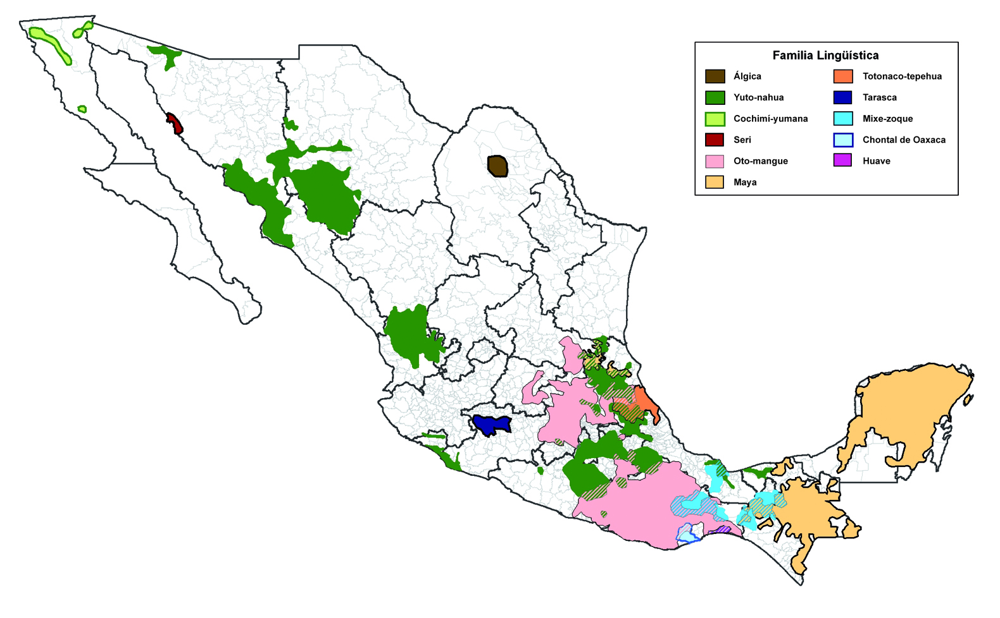 Familia Lingüística
Álgica
Yuto-nahua
Cochimí-yumana
Seri
Oto-mangue
Maya
Totonaco-tepehua
Tarasca
Mixe-zoque
Chontal de Oaxaca
Huave